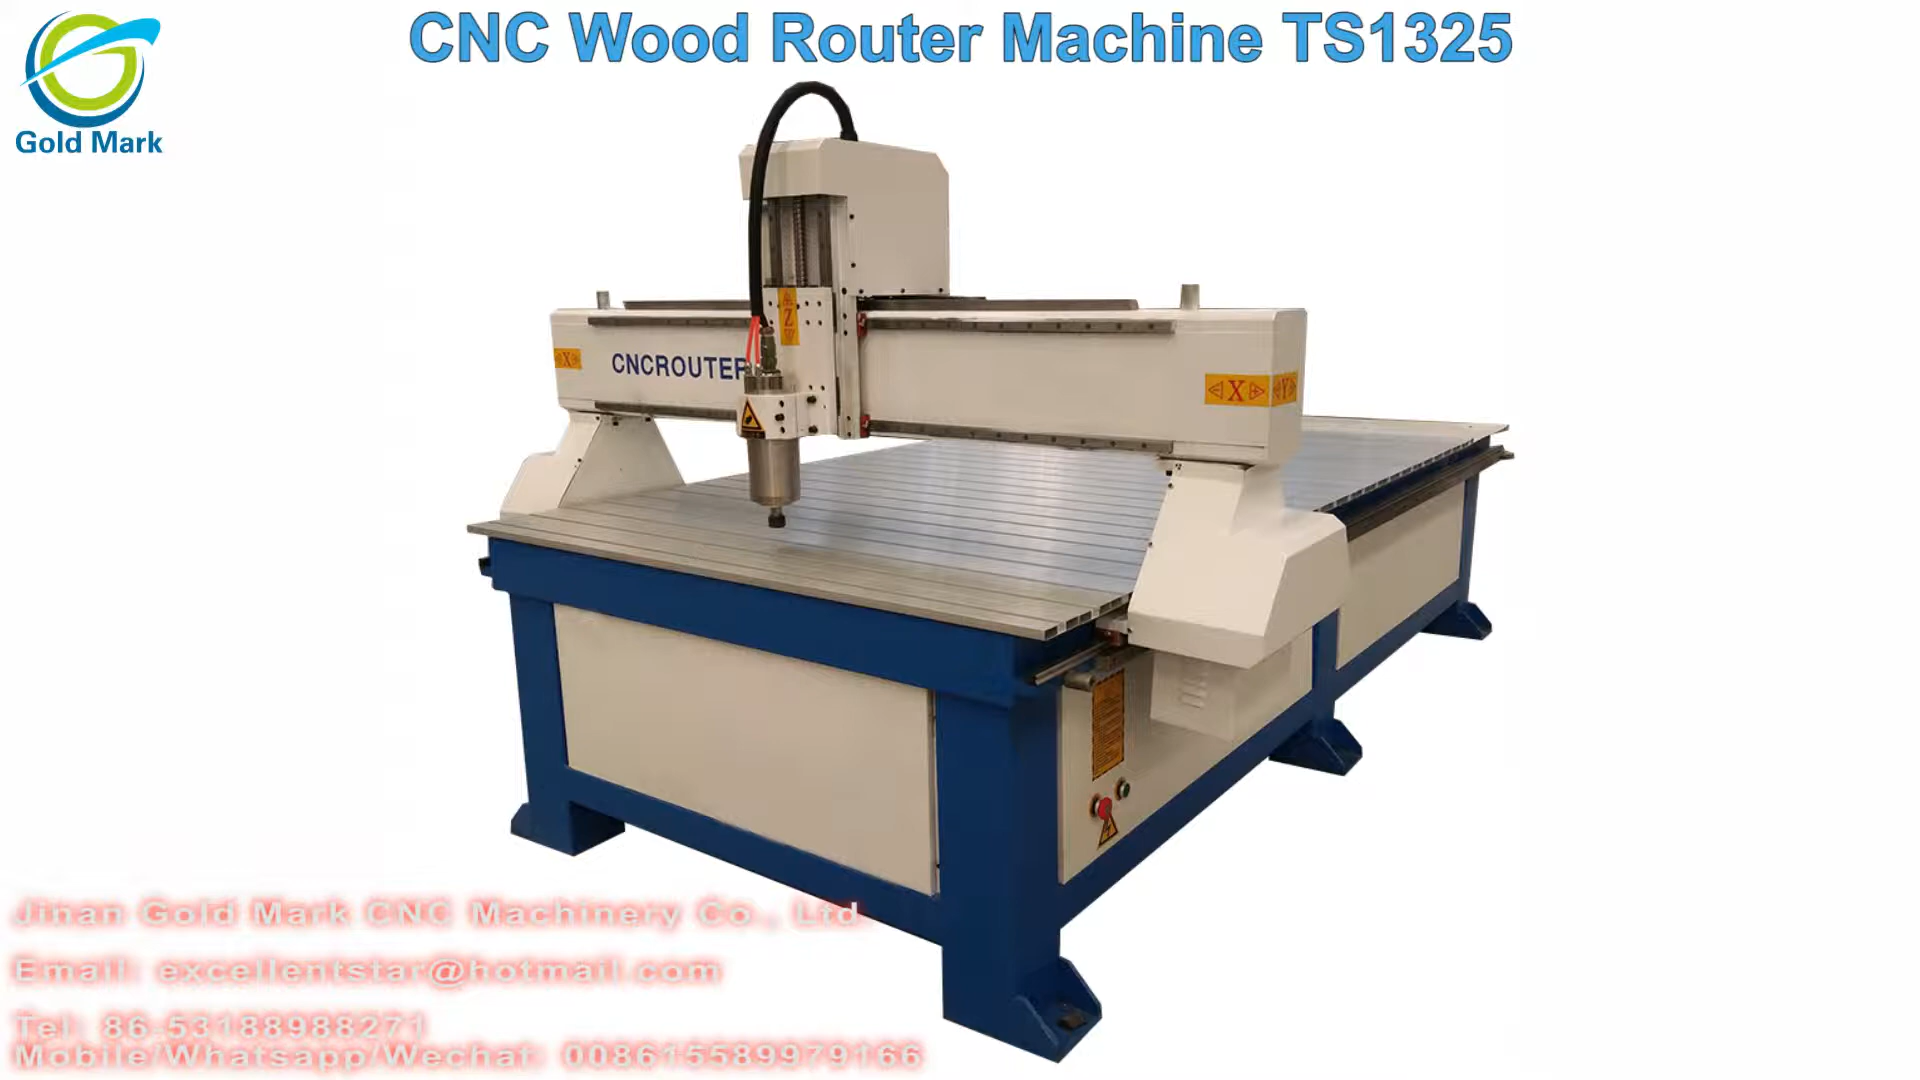 CNC Wood Router Machine TS1325
Gold Mark
Z
X
CNCROUTER
X
Y
Jinan Gold Mark CNC Machinery Co., Ltd.
Email: excellentstar@hotmail.com
Tel: 86-53188988271
Mobile/Whatsapp/Wechat: 008615589979166